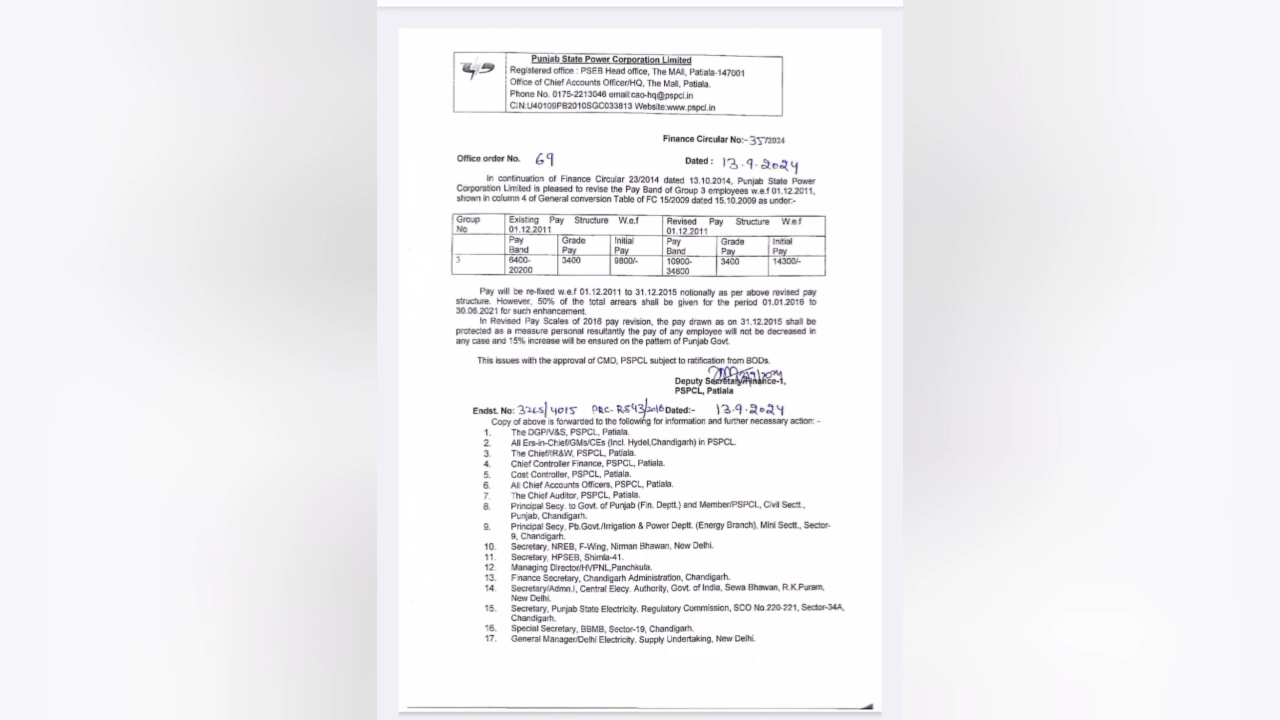 Punjab State Power Corporation Limited
Registered office : PSEB Head office, The MAll, Patiala-147001
Office of Chief Accounts Officer/HQ, The Mall, Patiala.
Phone No. 0175-2213046 email:cao-hq@pspcl.in
CIN:U40109PB2010SGC033813 Website:www.pspcl.in
Finance Circular No:-35/2024
Office order No. 69 Dated : 13.9.2024
In continuation of Finance Circular 23/2014 dated 13.10.2014, Punjab State Power
Corporation Limited is pleased to revise the Pay Band of Group 3 employees w.e.f 01.12.2011,
shown in column 4 of General conversion Table of FC 15/2009 dated 15.10.2009 as under:-
Group Existing Pay Structure W.e.f Revised Pay Structure W.e.f
No 01.12.2011 01.12.2011
Pay Grade Initial Pay Grade Initial
Band Pay Pay Band Pay Pay
3 6400- 3400 9800/- 10900- 3400 14300/-
20200 34800
Pay will be re-fixed w.e.f 01.12.2011 to 31.12.2015 notionally as per above revised pay
structure. However, 50% of the total arrears shall be given for the period 01.01.2016 to
30.06.2021 for such enhancement.
In Revised Pay Scales of 2016 pay revision, the pay drawn as on 31.12.2015 shall be
protected as a measure personal resultantly the pay of any employee will not be decreased in
any case and 15% increase will be ensured on the pattern of Punjab Govt.
This issues with the approval of CMD, PSPCL subject to ratification from BODs.
Deputy Secretary/Finance-1,
PSPCL, Patiala
Endst. No: 3265/4015 PRC-R543/2016 Dated:- 13.9.2024
Copy of above is forwarded to the following for information and further necessary action: -
1. The DGP/V&S, PSPCL, Patiala.
2. All Ers-in-Chief/GMs/CEs (Incl. Hydel,Chandigarh) in PSPCL.
3. The Chief/IR&W, PSPCL, Patiala.
4. Chief Controller Finance, PSPCL, Patiala.
5. Cost Controller, PSPCL, Patiala.
6. All Chief Accounts Officers, PSPCL, Patiala.
7. The Chief Auditor, PSPCL, Patiala.
8. Principal Secy. to Govt. of Punjab (Fin. Deptt.) and Member/PSPCL, Civil Sectt.,
Punjab, Chandigarh.
9. Principal Secy. Pb.Govt./Irrigation & Power Deptt. (Energy Branch), Mini Sectt., Sector-
9, Chandigarh.
10. Secretary, NREB, F-Wing, Nirman Bhawan, New Delhi.
11. Secretary, HPSEB, Shimla-41.
12. Managing Director/HVPNL,Panchkula.
13. Finance Secretary, Chandigarh Administration, Chandigarh.
14. Secretary/Admn.I, Central Elecy. Authority, Govt. of India, Sewa Bhawan, R.K.Puram,
New Delhi.
15. Secretary, Punjab State Electricity. Regulatory Commission, SCO No.220-221, Sector-34A,
Chandigarh.
16. Special Secretary, BBMB, Sector-19, Chandigarh.
17. General Manager/Delhi Electricity. Supply Undertaking, New Delhi.